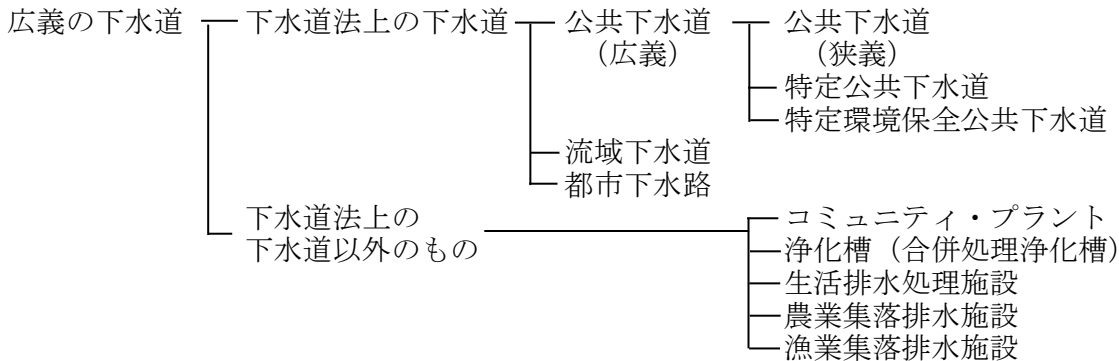 広義の下水道 下水道法上の下水道 公共下水道 公共下水道
（広義） （狭義）
特定公共下水道
特定環境保全公共下水道
流域下水道
都市下水路
下水道法上の
下水道以外のもの
コミュニティ・プラント
浄化槽（合併処理浄化槽）
生活排水処理施設
農業集落排水施設
漁業集落排水施設